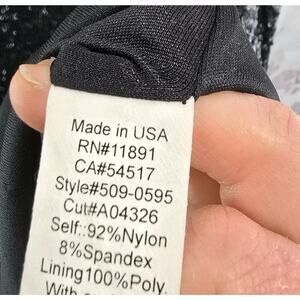 Made in USA
RN#11891
CA#54517
Style#509-0595
Cut#A04326
Self::92%Nylon
8%Spandex
Lining100%Poly.
With